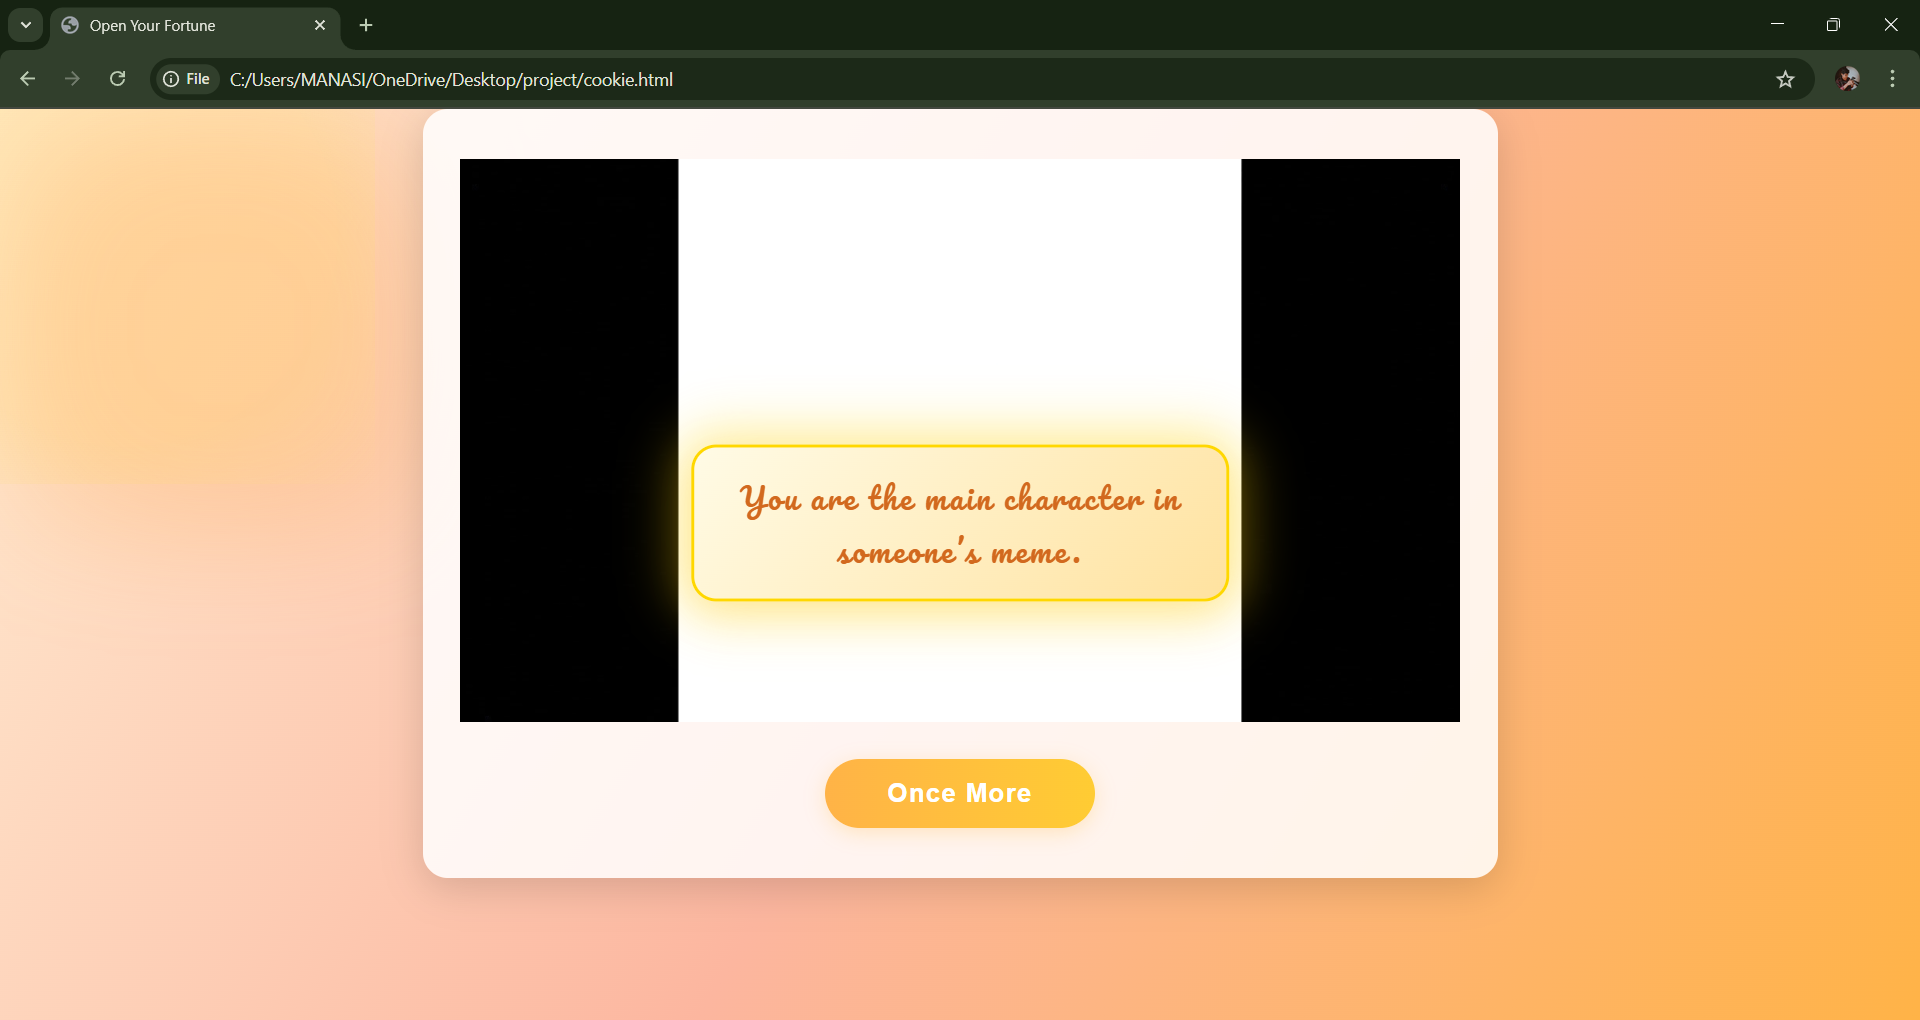 Open Your Fortune
File
C:/Users/MANASI/OneDrive/Desktop/project/cookie.html
You are the main character in
someone's meme.
Once More